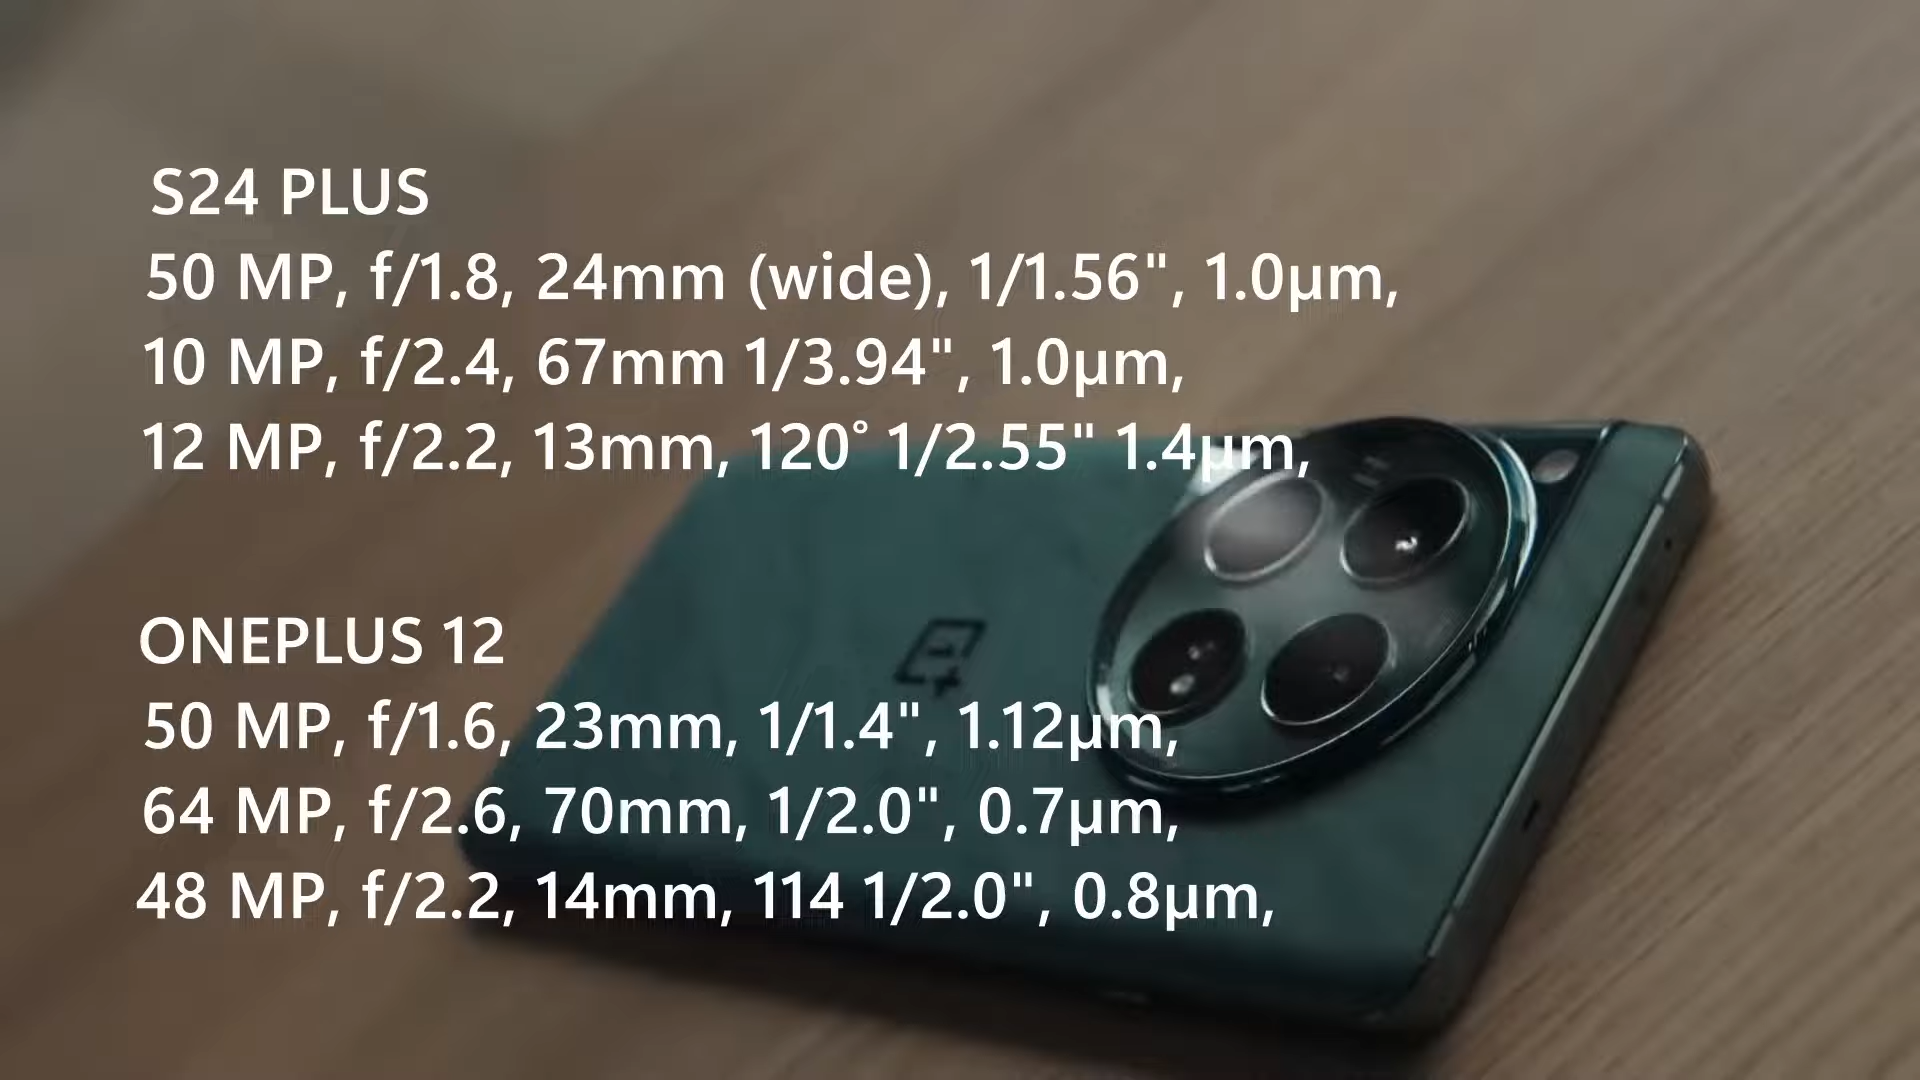 S24 PLUS
50 MP, f/1.8, 24mm (wide), 1/1.56", 1.0µm,
10 MP, f/2.4, 67mm 1/3.94", 1.0µm,
12 MP, f/2.2, 13mm, 120˚ 1/2.55" 1.4µm,
ONEPLUS 12
50 MP, f/1.6, 23mm, 1/1.4", 1.12µm,
64 MP, f/2.6, 70mm, 1/2.0", 0.7µm,
48 MP, f/2.2, 14mm, 114 1/2.0", 0.8µm,